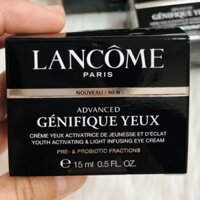 LANCÔME
PARIS
NOUVEAU / NEW
ADVANCED
GÉNIFIQUE YEUX
CRÈME YEUX ACTIVATRICE DE JEUNESSE ET D'ÉCLAT
YOUTH ACTIVATING & LIGHT INFUSING EYE CREAM
PRE- & PROBIOTIC FRACTIONS
e 15 ml 0.5 FL. OZ.